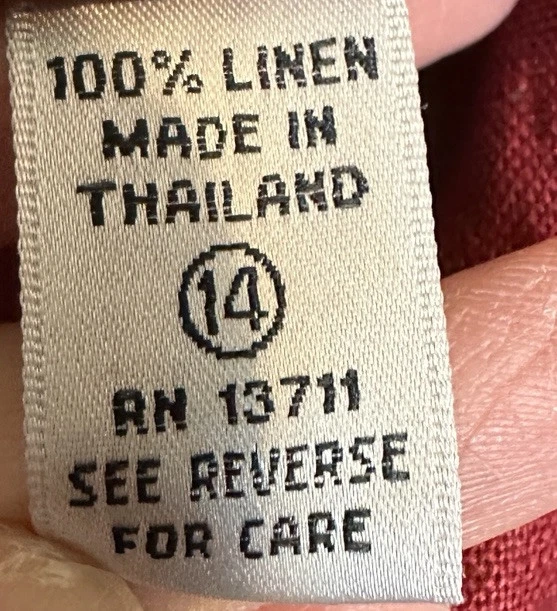 100% LINEN
MADE IN
THAILAND
14
RN 13711
SEE REVERSE
FOR CARE